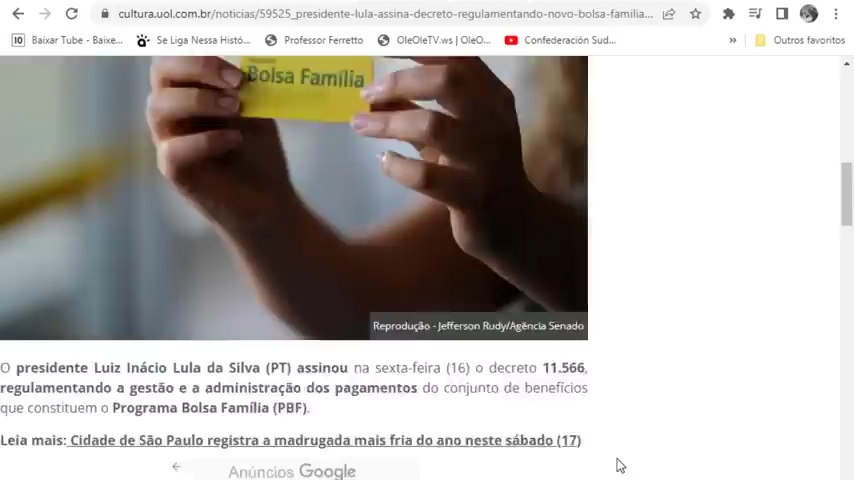 cultura.uol.com.br/noticias/59525_presidente-lula-assina-decreto-regulamentando-novo-bolsa-familia...
Baixar Tube - Baixe... Se Liga Nessa Histó... Professor Ferretto OleOleTV.ws | OleO... Confederación Sud... » Outros favoritos
Bolsa Família
Reprodução - Jefferson Rudy/Agência Senado
O presidente Luiz Inácio Lula da Silva (PT) assinou na sexta-feira (16) o decreto 11.566,
regulamentando a gestão e a administração dos pagamentos do conjunto de benefícios
que constituem o Programa Bolsa Família (PBF).
Leia mais: Cidade de São Paulo registra a madrugada mais fria do ano neste sábado (17)
Anúncios Google